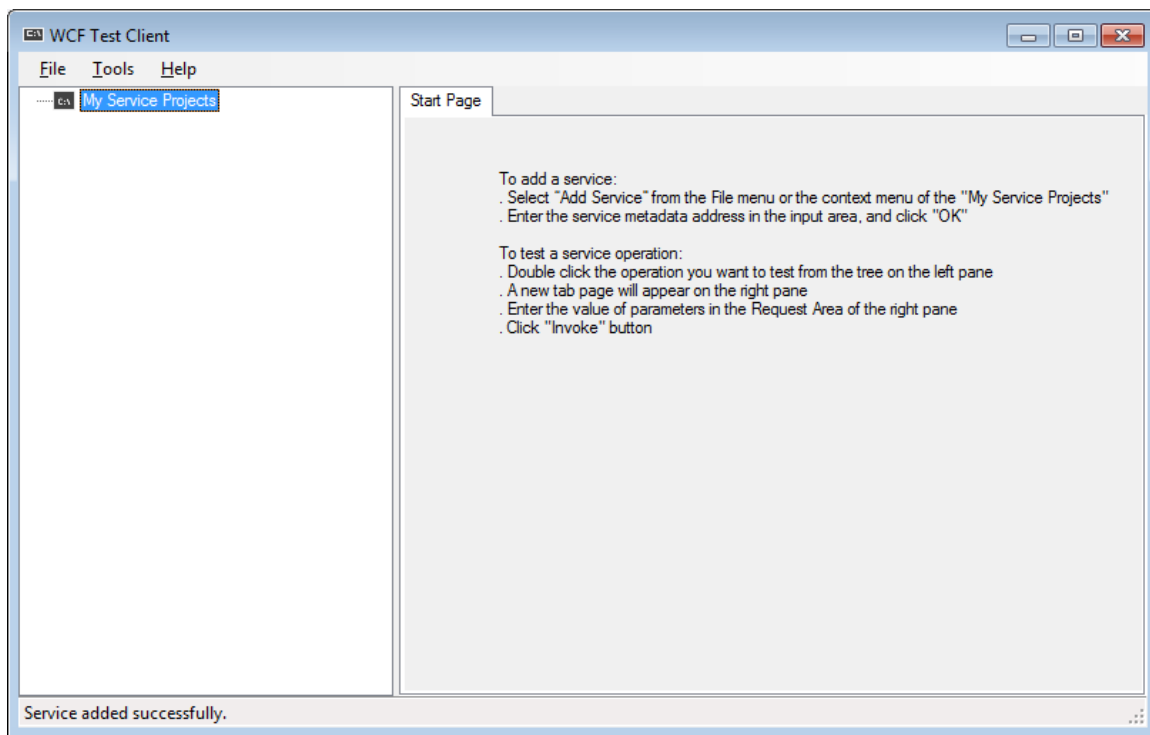 WCF Test Client
File Tools Help
My Service Projects
Start Page
To add a service:
. Select "Add Service" from the File menu or the context menu of the "My Service Projects"
. Enter the service metadata address in the input area, and click "OK"
To test a service operation:
. Double click the operation you want to test from the tree on the left pane
. A new tab page will appear on the right pane
. Enter the value of parameters in the Request Area of the right pane
. Click "Invoke" button
Service added successfully.